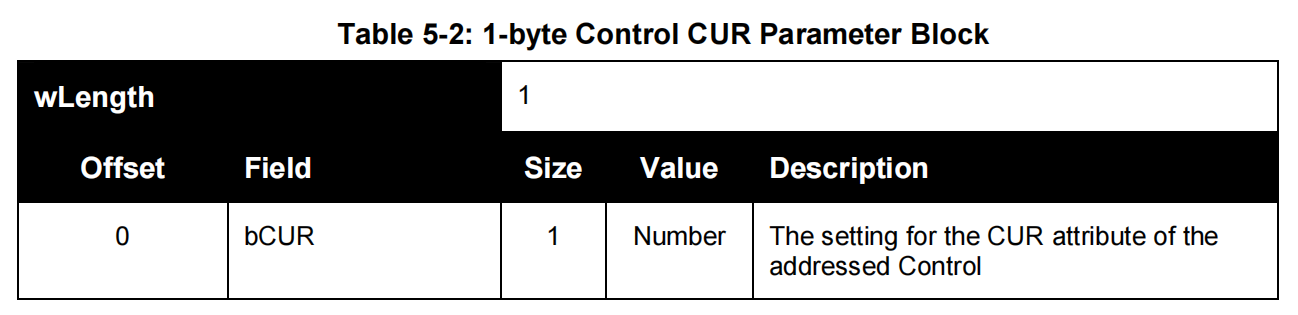 Table 5-2: 1-byte Control CUR Parameter Block
wLength 1
Offset Field Size Value Description
0 bCUR 1 Number The setting for the CUR attribute of the
addressed Control